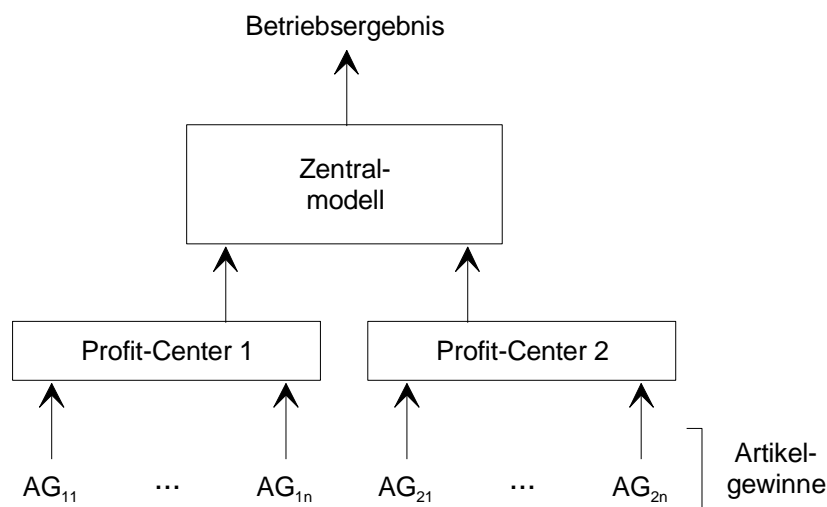 Betriebsergebnis
Zentral-
modell
Profit-Center 1 Profit-Center 2
Artikel-
gewinne
AG₁₁ ... AG₁ₙ AG₂₁ ... AG₂ₙ